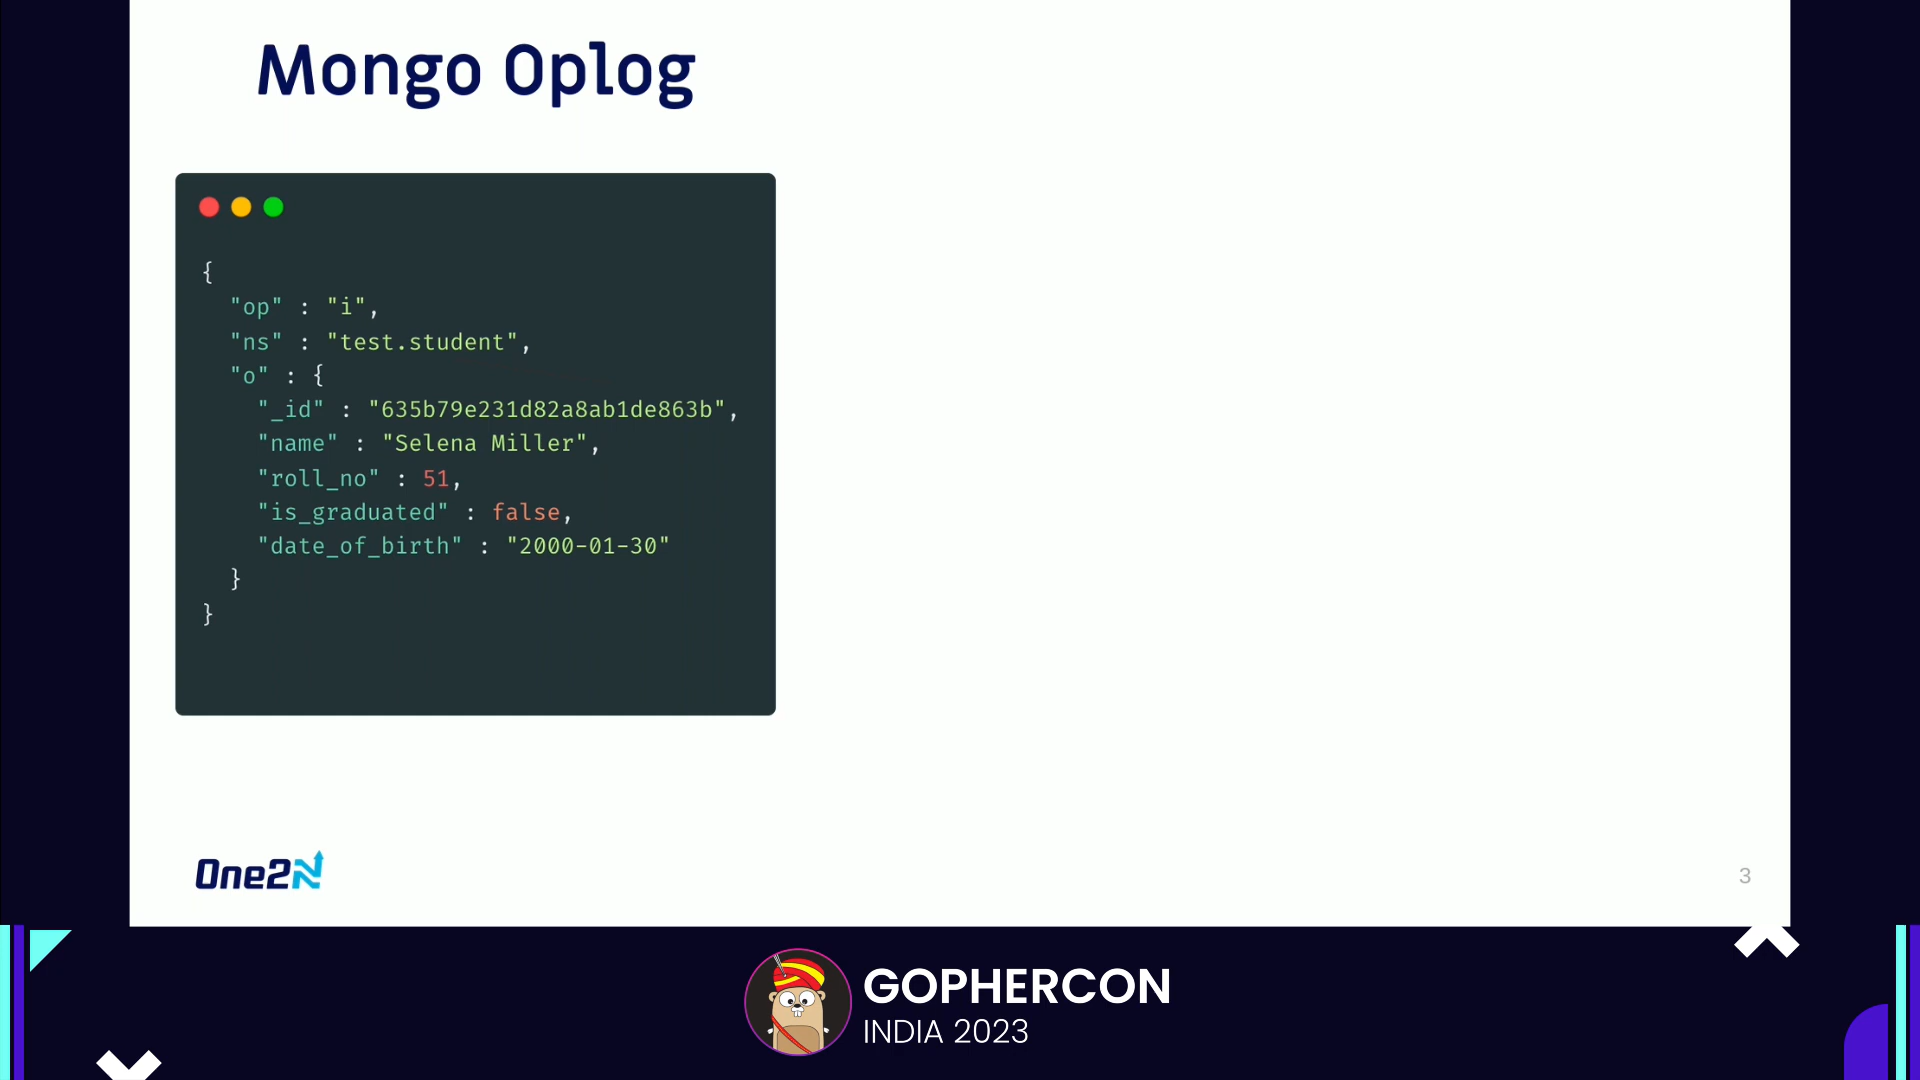 Mongo Oplog
{
"op" : "i",
"ns" : "test.student",
"o" : {
"_id" : "635b79e231d82a8ab1de863b",
"name" : "Selena Miller",
"roll_no" : 51,
"is_graduated" : false,
"date_of_birth" : "2000-01-30"
}
}
One2N
3
GOPHERCON
INDIA 2023